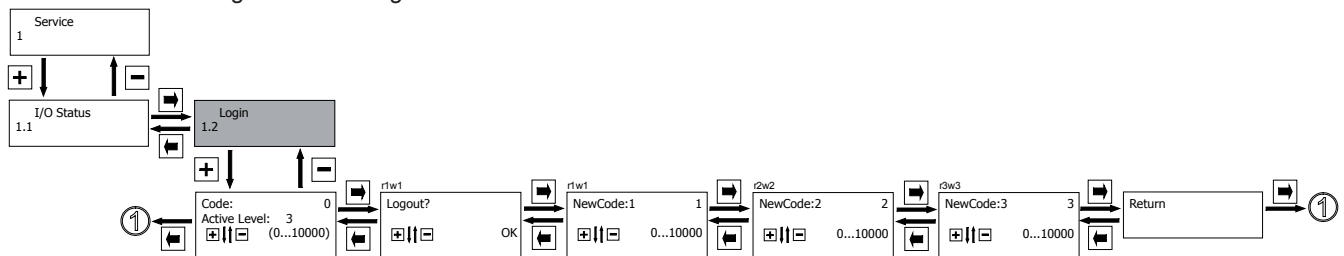 Service
1
I/O Status
1.1
Login
1.2
Code: 0
Active Level: 3
(0...10000)
1
r1w1
Logout?
OK
r1w1
NewCode:1 1
0...10000
r2w2
NewCode:2 2
0...10000
r3w3
NewCode:3 3
0...10000
Return
1